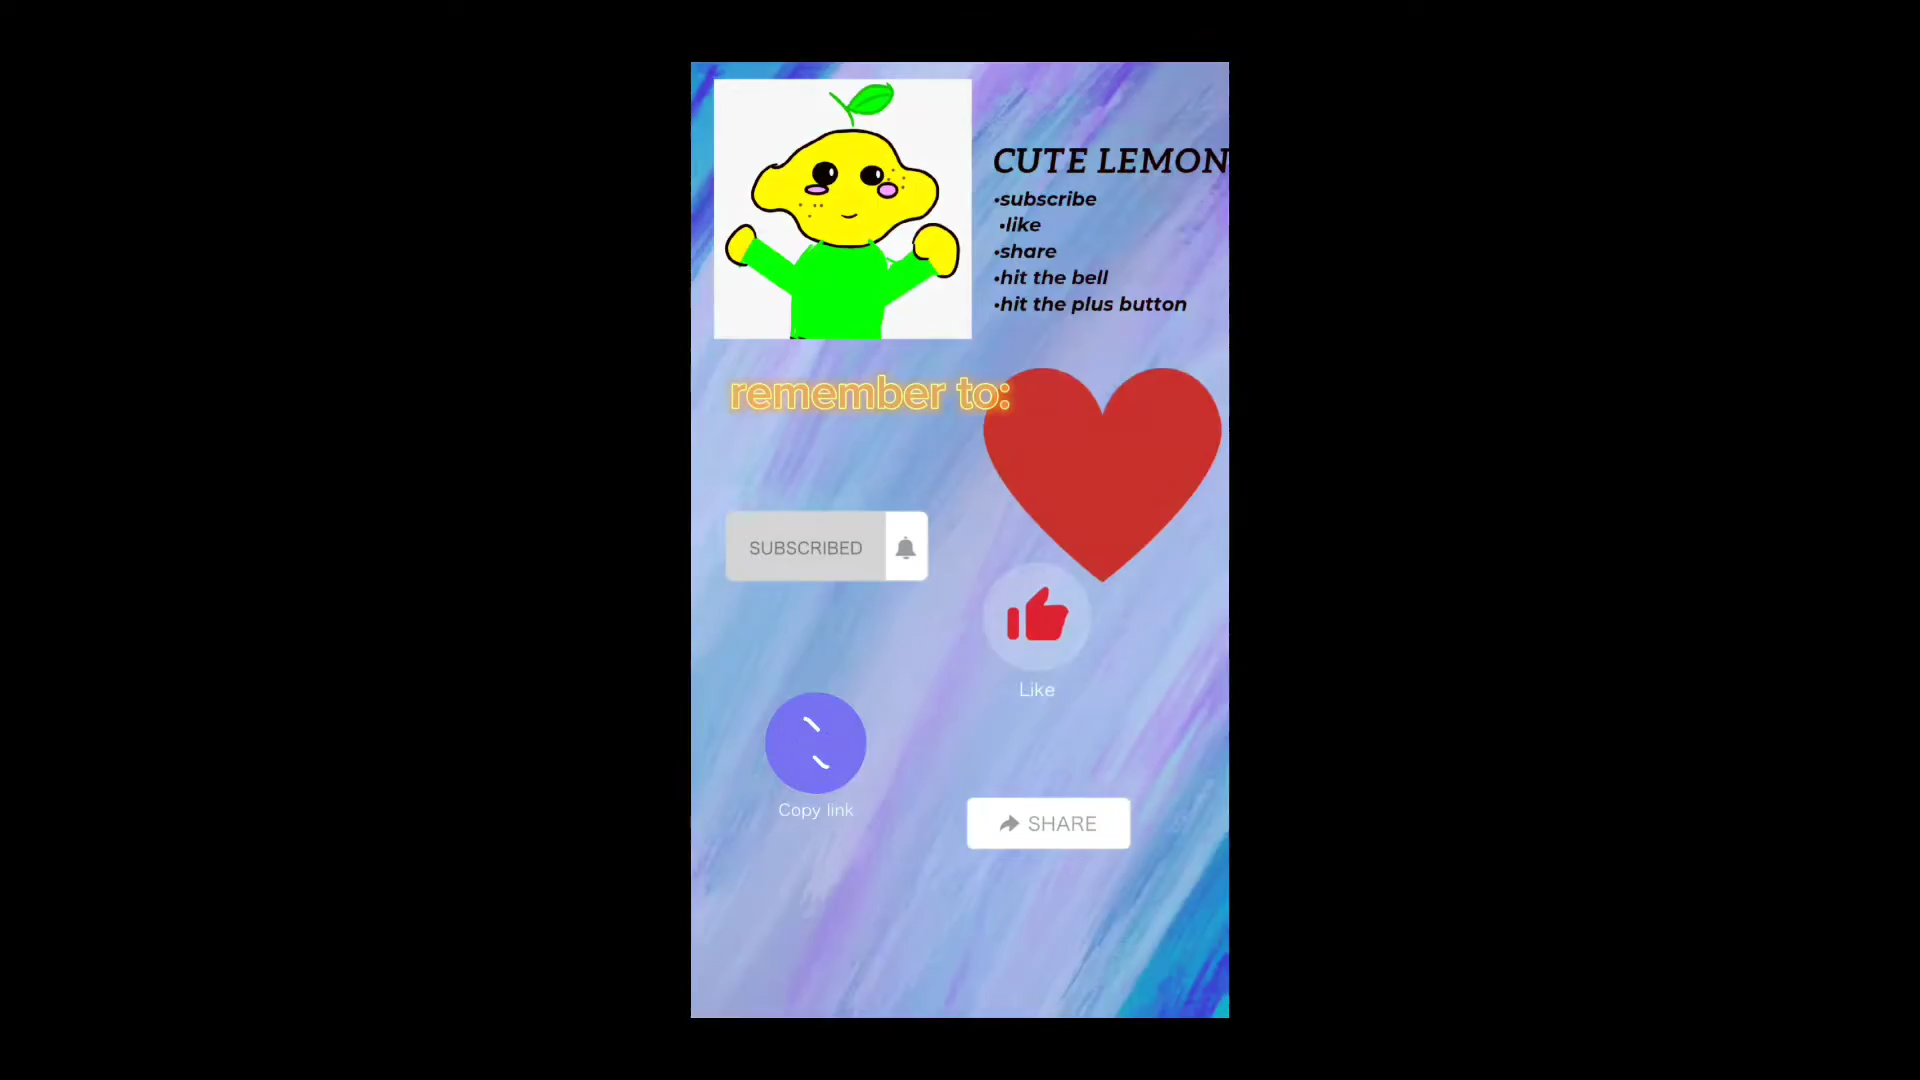 CUTE LEMON
•subscribe
•like
•share
•hit the bell
•hit the plus button
remember to:
SUBSCRIBED
Like
Copy link
SHARE